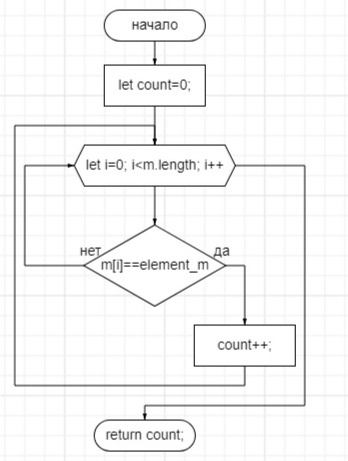 начало
let count=0;
let i=0; i<m.length; i++
нет
да
m[i]==element_m
count++;
return count;